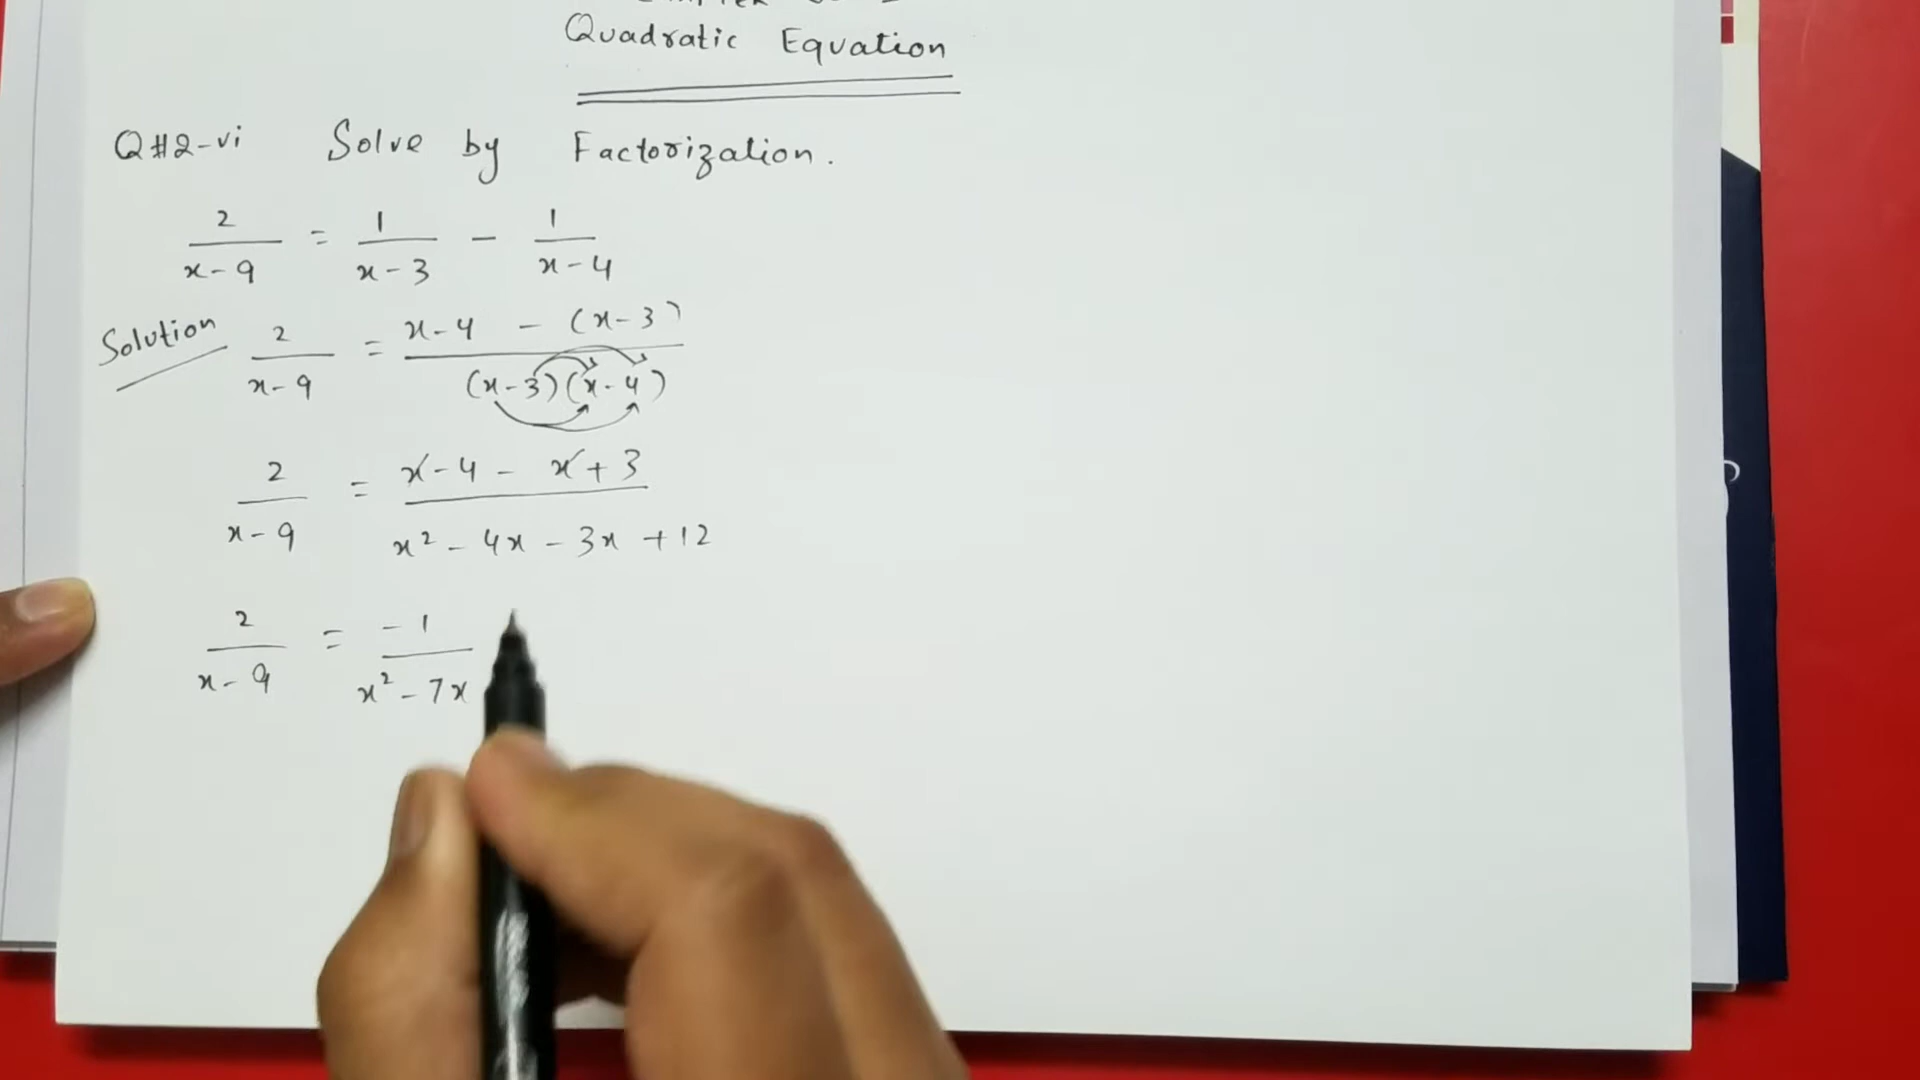 Quadratic Equation
Q#2-vi Solve by Factorization.
2/(x-9) = 1/(x-3) - 1/(x-4)
Solution 2/(x-9) = (x-4 - (x-3))/((x-3)(x-4))
2/(x-9) = (x-4 - x+3)/(x² - 4x - 3x + 12)
2/(x-9) = -1/(x² - 7x